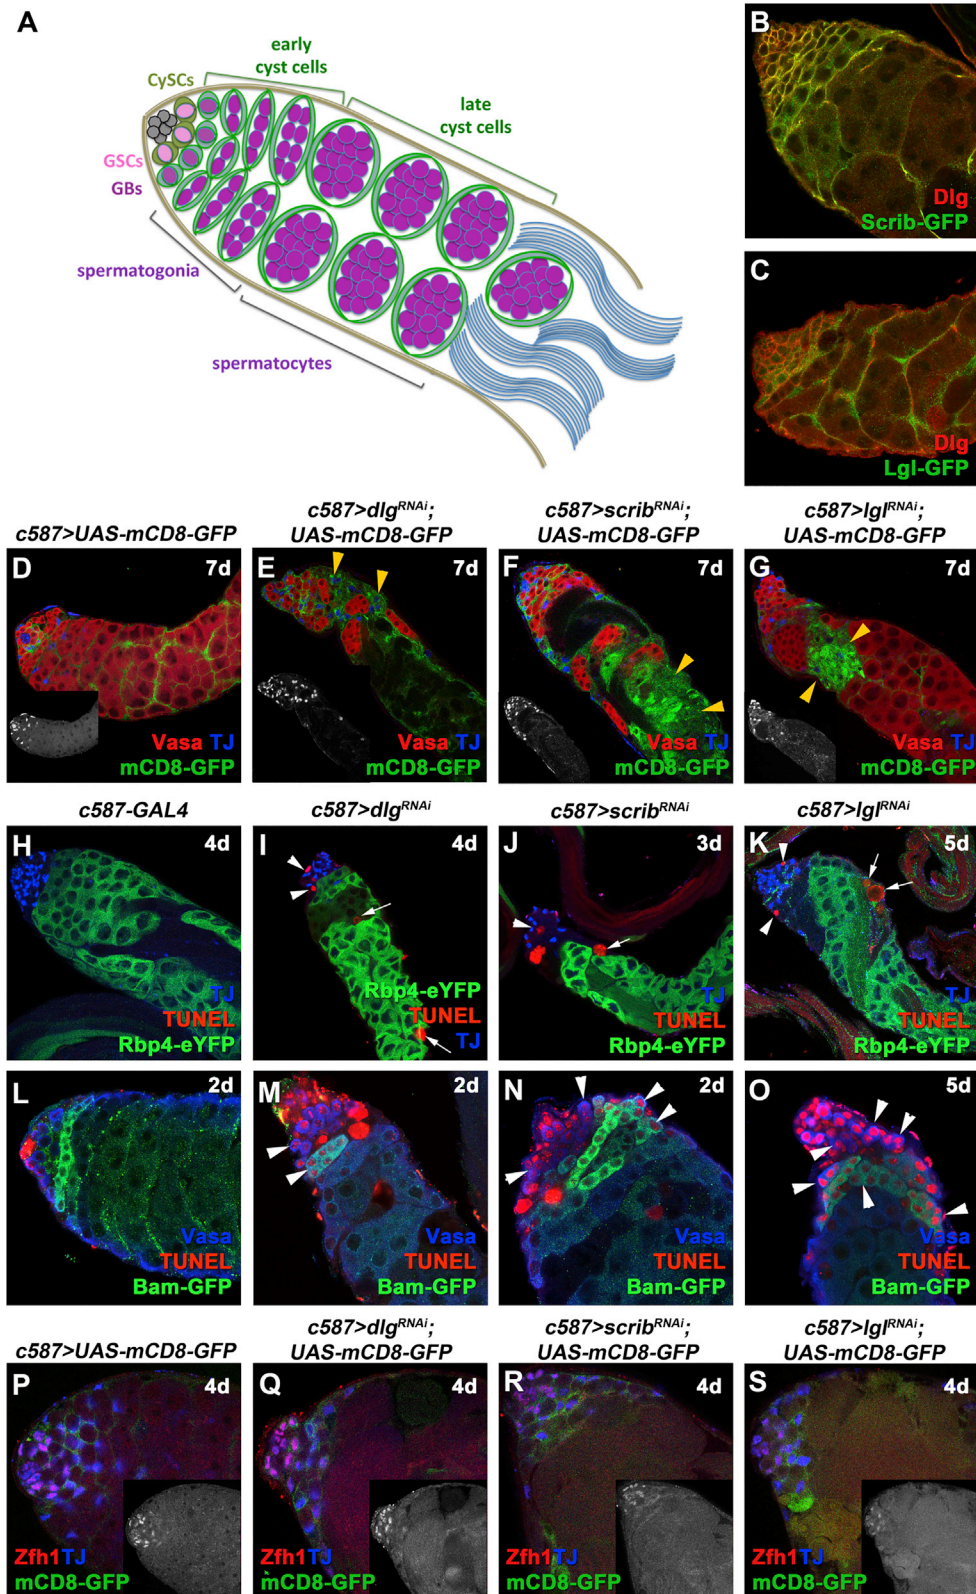 A
early
cyst cells
CySCs
late
cyst cells
GSCs
GBs
spermatogonia
spermatocytes
B
Dlg
Scrib-GFP
C
Dlg
Lgl-GFP
c587>UAS-mCD8-GFP
c587>dlgRNAi;
UAS-mCD8-GFP
c587>scribRNAi;
UAS-mCD8-GFP
c587>lglRNAi;
UAS-mCD8-GFP
D
7d
Vasa TJ
mCD8-GFP
E
7d
Vasa TJ
mCD8-GFP
F
7d
Vasa TJ
mCD8-GFP
G
7d
Vasa TJ
mCD8-GFP
c587-GAL4
c587>dlgRNAi
c587>scribRNAi
c587>lglRNAi
H
4d
TJ
TUNEL
Rbp4-eYFP
I
4d
Rbp4-eYFP
TUNEL
TJ
J
3d
TJ
TUNEL
Rbp4-eYFP
K
5d
TJ
TUNEL
Rbp4-eYFP
L
2d
Vasa
TUNEL
Bam-GFP
M
2d
Vasa
TUNEL
Bam-GFP
N
2d
Vasa
TUNEL
Bam-GFP
O
5d
Vasa
TUNEL
Bam-GFP
c587>UAS-mCD8-GFP
c587>dlgRNAi;
UAS-mCD8-GFP
c587>scribRNAi;
UAS-mCD8-GFP
c587>lglRNAi;
UAS-mCD8-GFP
P
4d
Zfh1TJ
mCD8-GFP
Q
4d
Zfh1TJ
mCD8-GFP
R
4d
Zfh1TJ
mCD8-GFP
S
4d
Zfh1TJ
mCD8-GFP